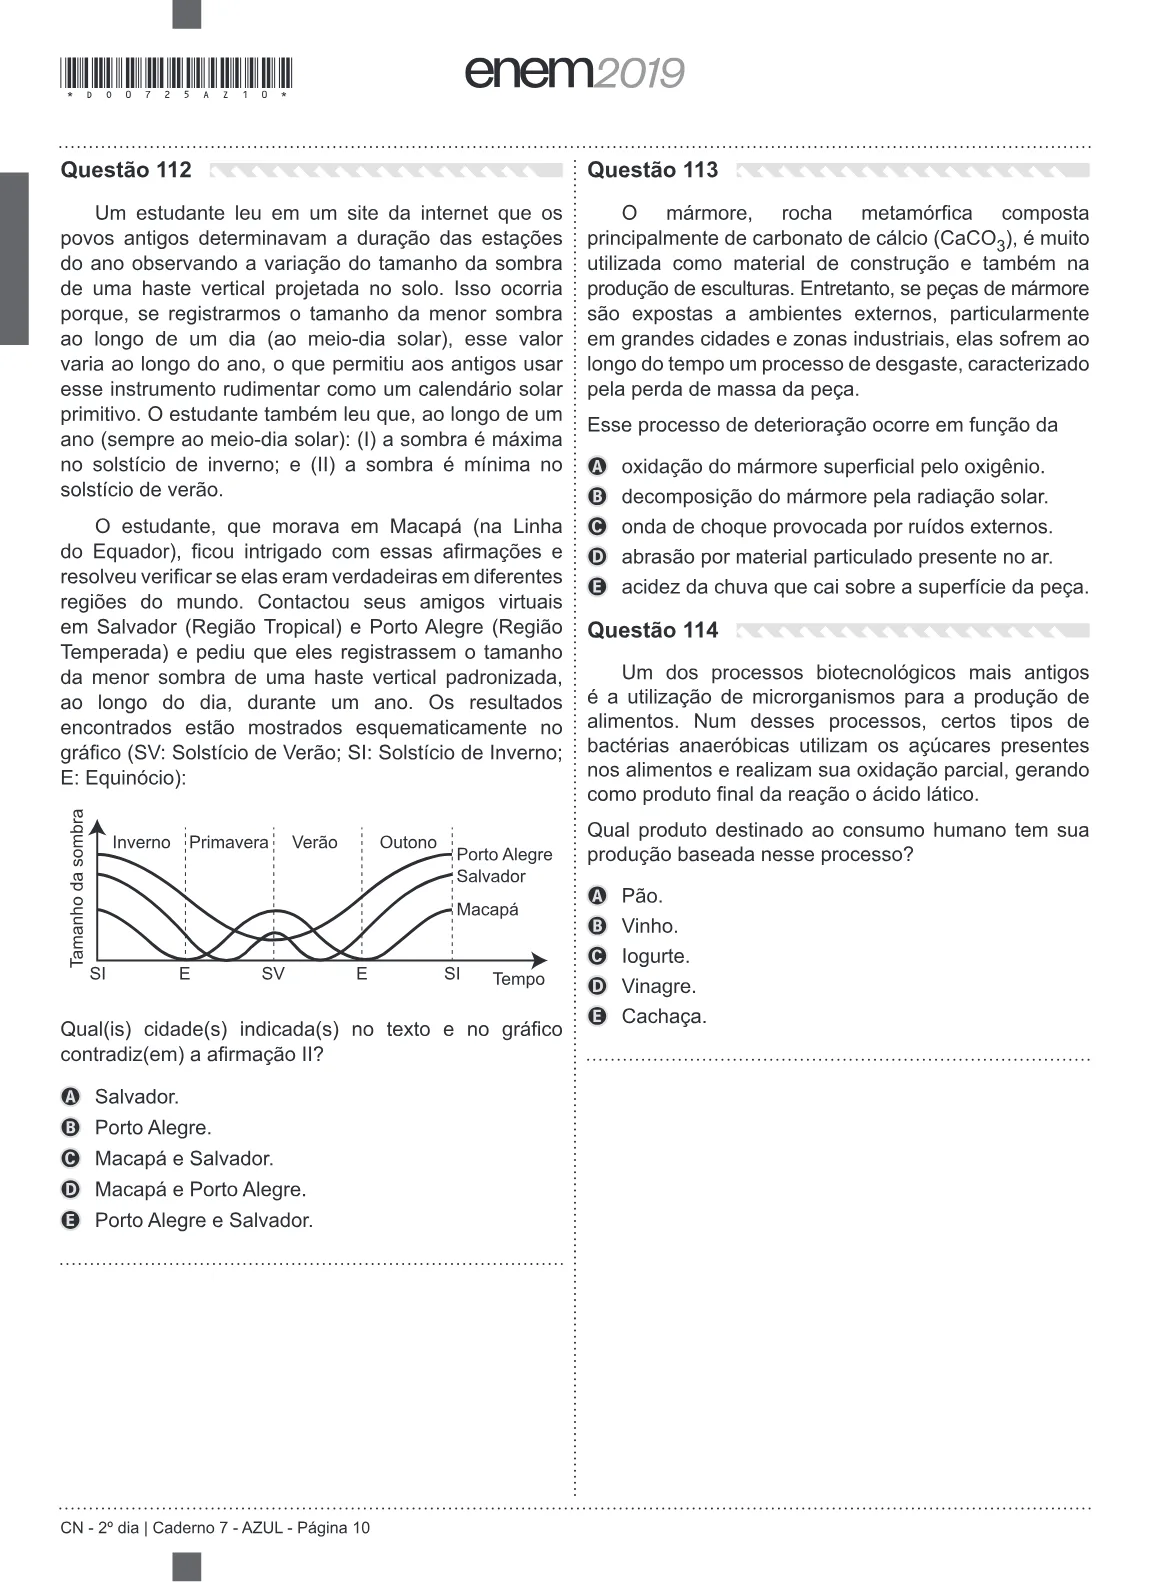 *D0725AZ10*
enem2019
Questão 112
Um estudante leu em um site da internet que os
povos antigos determinavam a duração das estações
do ano observando a variação do tamanho da sombra
de uma haste vertical projetada no solo. Isso ocorria
porque, se registrarmos o tamanho da menor sombra
ao longo de um dia (ao meio-dia solar), esse valor
varia ao longo do ano, o que permitiu aos antigos usar
esse instrumento rudimentar como um calendário solar
primitivo. O estudante também leu que, ao longo de um
ano (sempre ao meio-dia solar): (I) a sombra é máxima
no solstício de inverno; e (II) a sombra é mínima no
solstício de verão.
O estudante, que morava em Macapá (na Linha
do Equador), ficou intrigado com essas afirmações e
resolveu verificar se elas eram verdadeiras em diferentes
regiões do mundo. Contactou seus amigos virtuais
em Salvador (Região Tropical) e Porto Alegre (Região
Temperada) e pediu que eles registrassem o tamanho
da menor sombra de uma haste vertical padronizada,
ao longo do dia, durante um ano. Os resultados
encontrados estão mostrados esquematicamente no
gráfico (SV: Solstício de Verão; SI: Solstício de Inverno;
E: Equinócio):
Tamanho da sombra
Inverno Primavera Verão Outono
Porto Alegre
Salvador
Macapá
SI E SV E SI Tempo
Qual(is) cidade(s) indicada(s) no texto e no gráfico
contradiz(em) a afirmação II?
A Salvador.
B Porto Alegre.
C Macapá e Salvador.
D Macapá e Porto Alegre.
E Porto Alegre e Salvador.
Questão 113
O mármore, rocha metamórfica composta
principalmente de carbonato de cálcio (CaCO3), é muito
utilizada como material de construção e também na
produção de esculturas. Entretanto, se peças de mármore
são expostas a ambientes externos, particularmente
em grandes cidades e zonas industriais, elas sofrem ao
longo do tempo um processo de desgaste, caracterizado
pela perda de massa da peça.
Esse processo de deterioração ocorre em função da
A oxidação do mármore superficial pelo oxigênio.
B decomposição do mármore pela radiação solar.
C onda de choque provocada por ruídos externos.
D abrasão por material particulado presente no ar.
E acidez da chuva que cai sobre a superfície da peça.
Questão 114
Um dos processos biotecnológicos mais antigos
é a utilização de microrganismos para a produção de
alimentos. Num desses processos, certos tipos de
bactérias anaeróbicas utilizam os açúcares presentes
nos alimentos e realizam sua oxidação parcial, gerando
como produto final da reação o ácido lático.
Qual produto destinado ao consumo humano tem sua
produção baseada nesse processo?
A Pão.
B Vinho.
C Iogurte.
D Vinagre.
E Cachaça.
CN - 2º dia | Caderno 7 - AZUL - Página 10